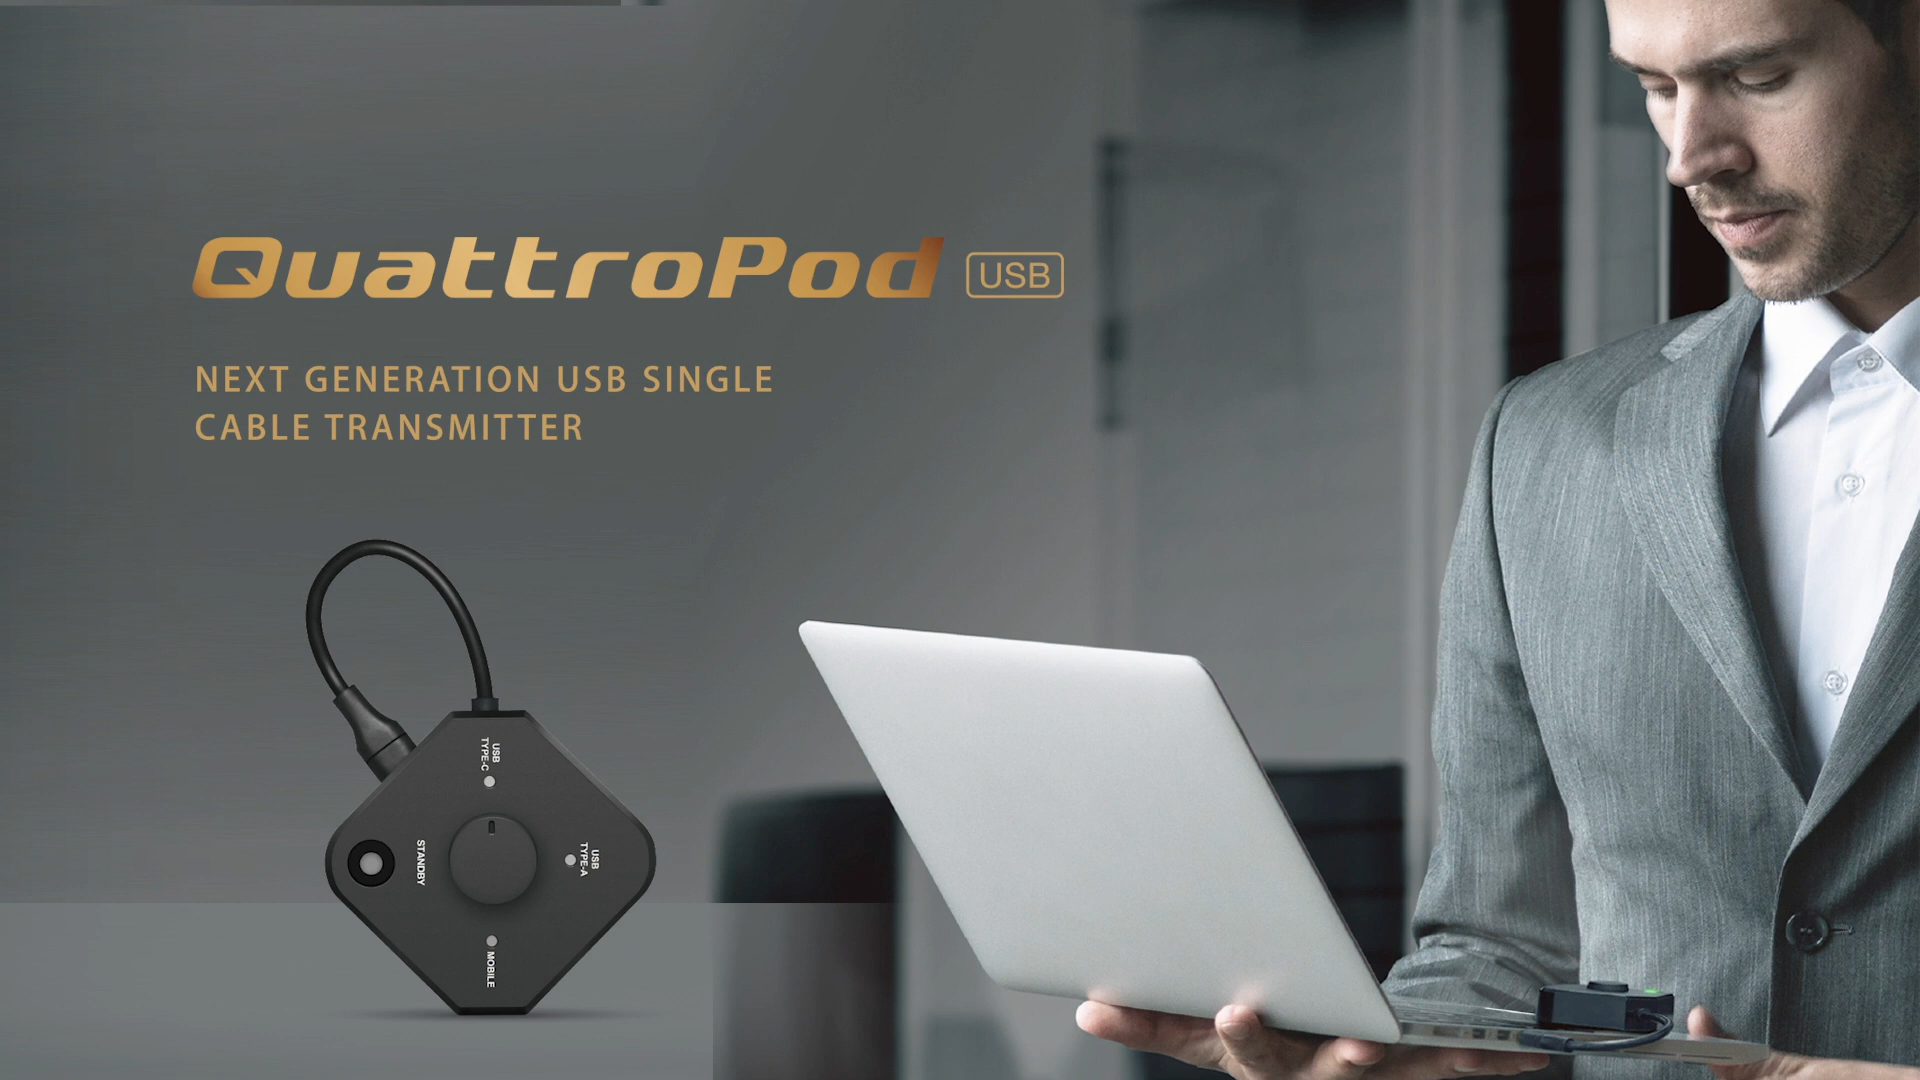 QuattroPod USB
NEXT GENERATION USB SINGLE
CABLE TRANSMITTER
USB
TYPE-C
STANDBY
USB
TYPE-A
MOBILE